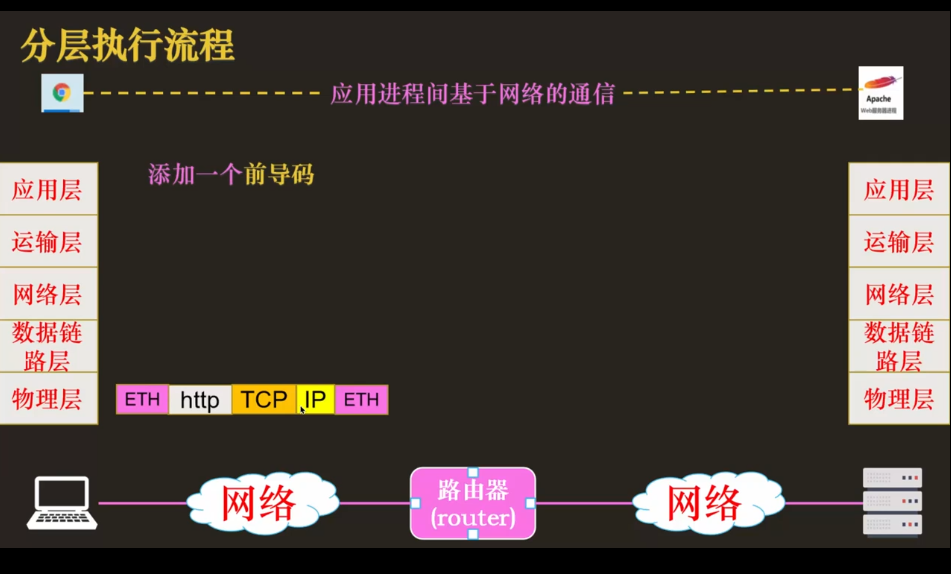 分层执行流程
应用进程间基于网络的通信
Apache
Web服务器进程
添加一个前导码
应用层
运输层
网络层
数据链
路层
物理层
应用层
运输层
网络层
数据链
路层
物理层
ETH http TCP IP ETH
网络
路由器
(router)
网络